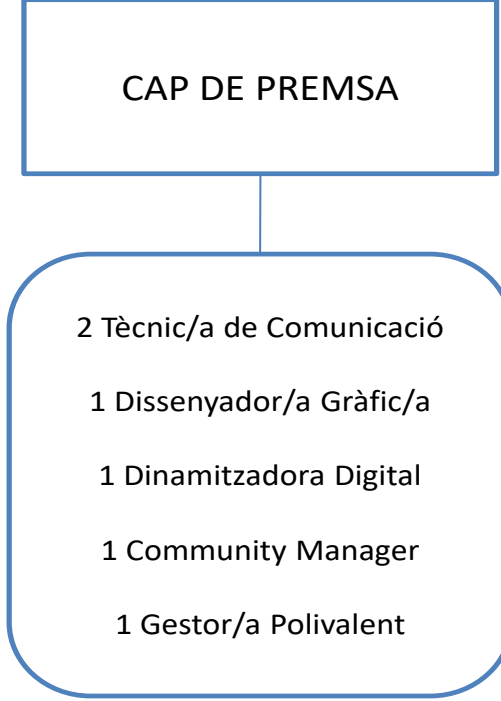 CAP DE PREMSA
2 Tècnic/a de Comunicació
1 Dissenyador/a Gràfic/a
1 Dinamitzadora Digital
1 Community Manager
1 Gestor/a Polivalent